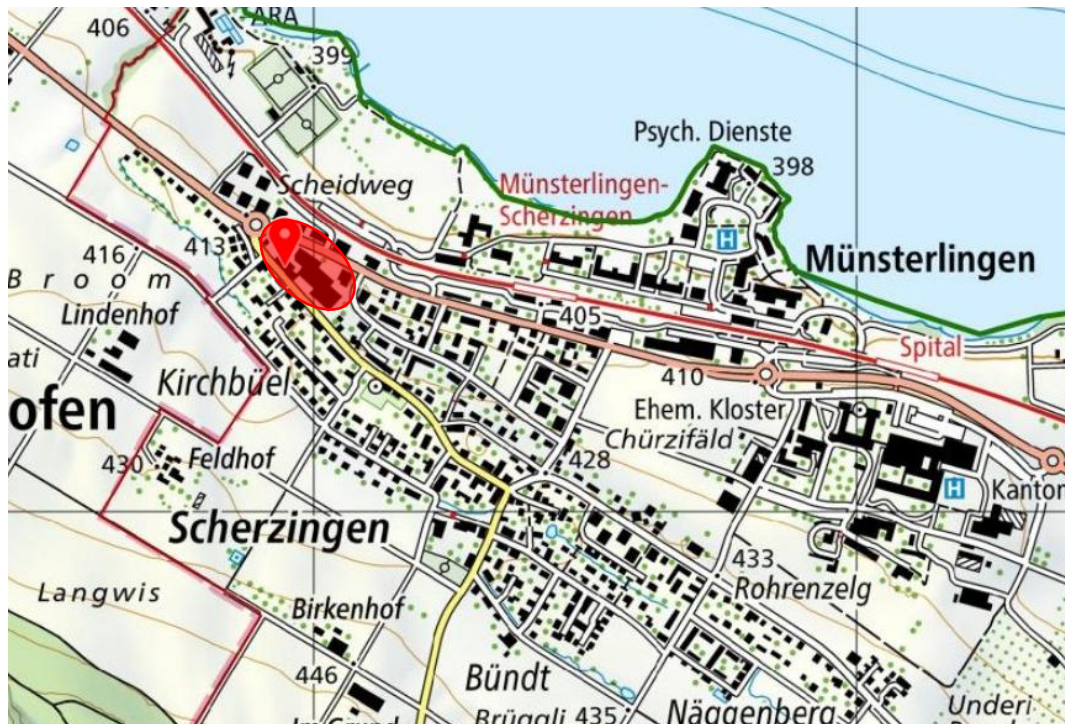 ARA
406
399
Psych. Dienste
398
Scheidweg
Münsterlingen-
Scherzingen
413
416
Broom
Münsterlingen
Lindenhof
405
Spital
ati
Kirchbüel
410
ofen
Ehem. Kloster
Chürzifäld
430
Feldhof
428
H
H
Kanton
Scherzingen
433
Langwis
Rohrenzelg
Birkenhof
446
Bündt
Underi
Brüggli
435
Näggenberg
Im Grund